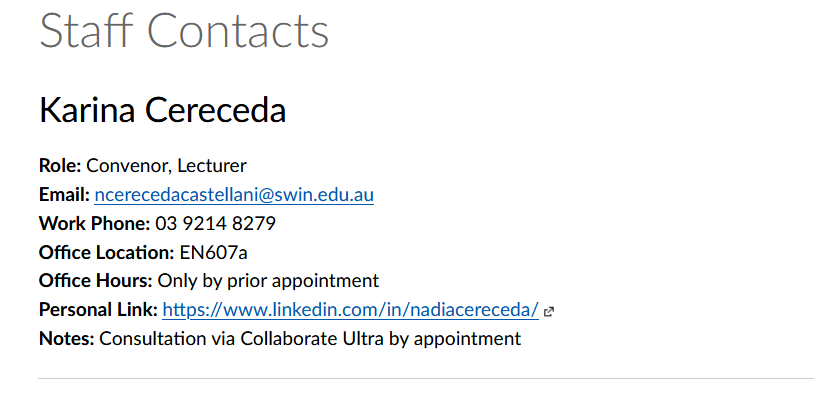 Staff Contacts
Karina Cereceda
Role: Convenor, Lecturer
Email: ncerecedacastellani@swin.edu.au
Work Phone: 03 9214 8279
Office Location: EN607a
Office Hours: Only by prior appointment
Personal Link: https://www.linkedin.com/in/nadiacereceda/
Notes: Consultation via Collaborate Ultra by appointment